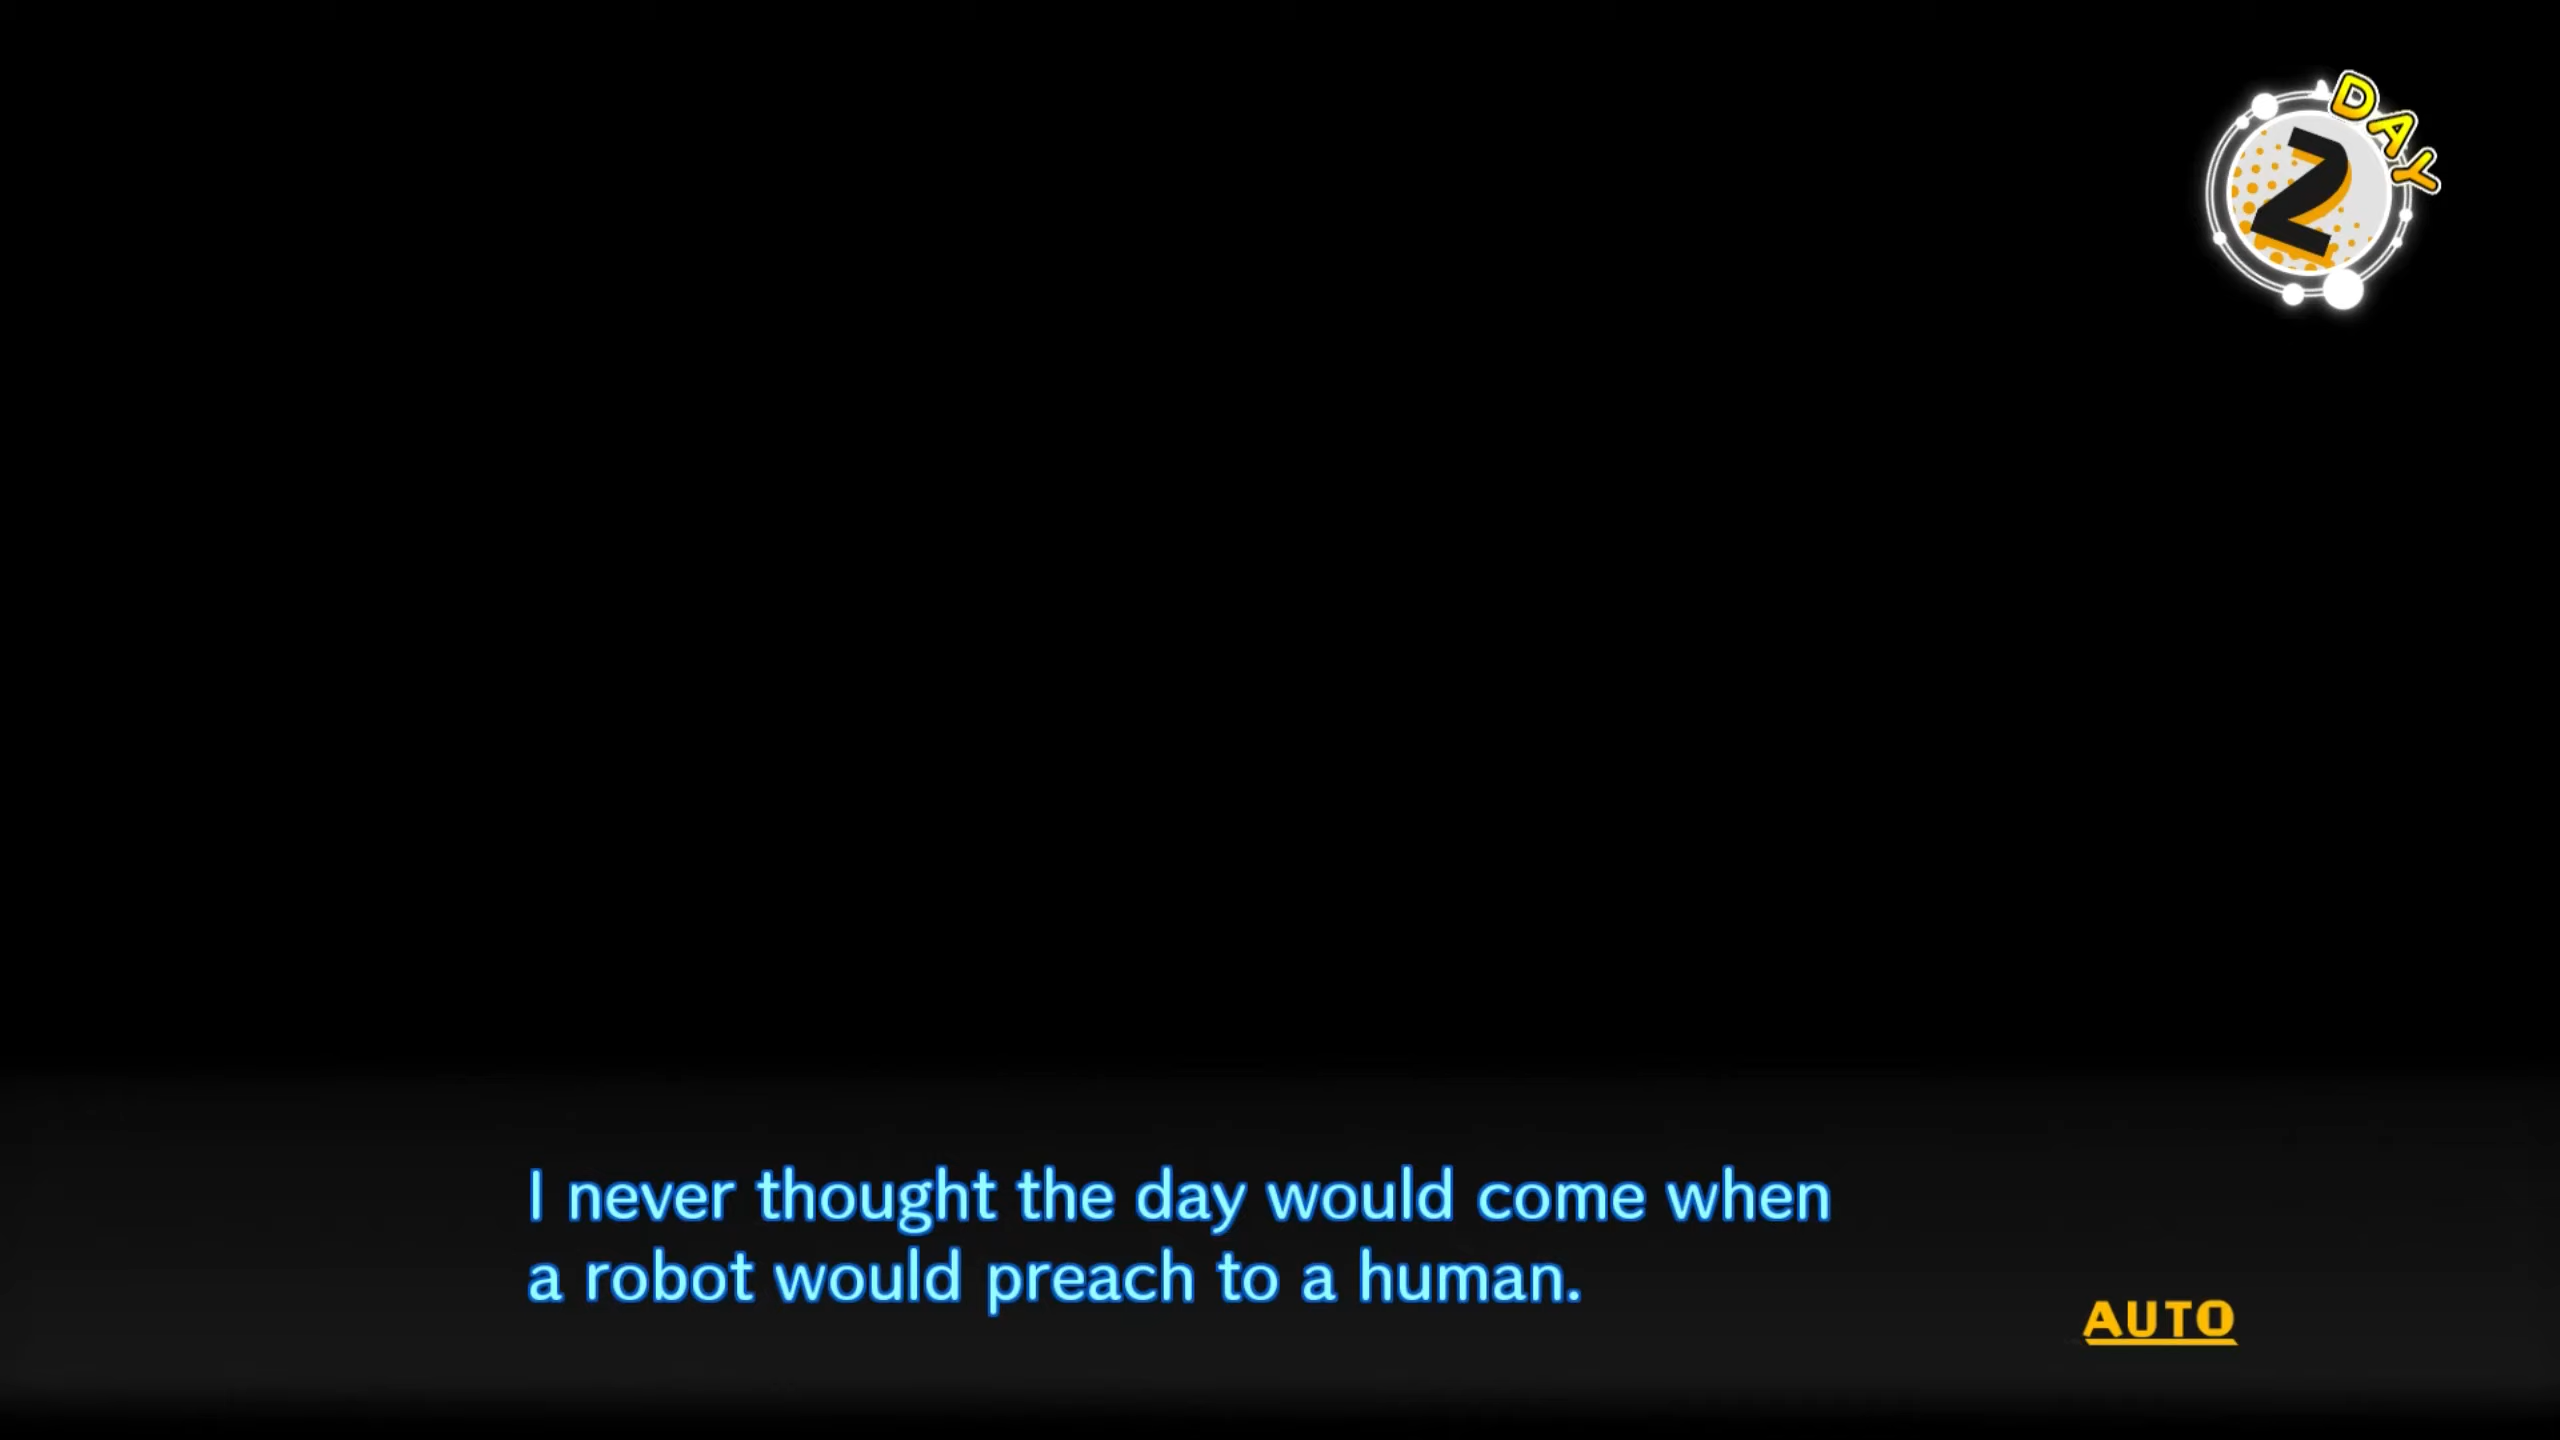 DAY
2
I never thought the day would come when
a robot would preach to a human.
AUTO